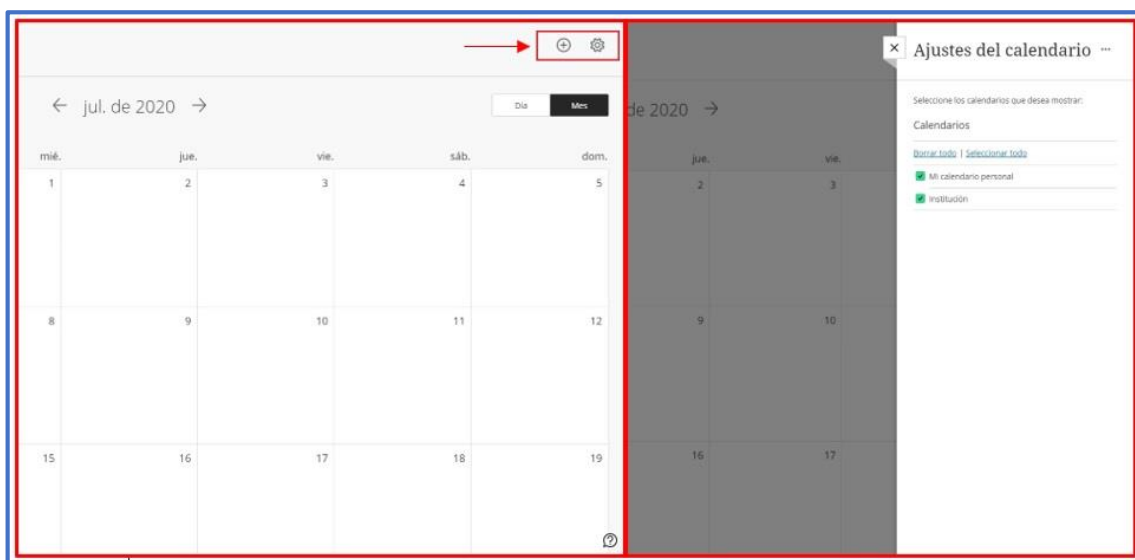 jul. de 2020
Día Mes
mié. jue. vie. sáb. dom.
1 2 3 4 5
8 9 10 11 12
15 16 17 18 19
de 2020
jue. vie.
2 3
9 10
16 17
Ajustes del calendario
Seleccione los calendarios que desea mostrar:
Calendarios
Borrar todo | Seleccionar todo
Mi calendario personal
Institución